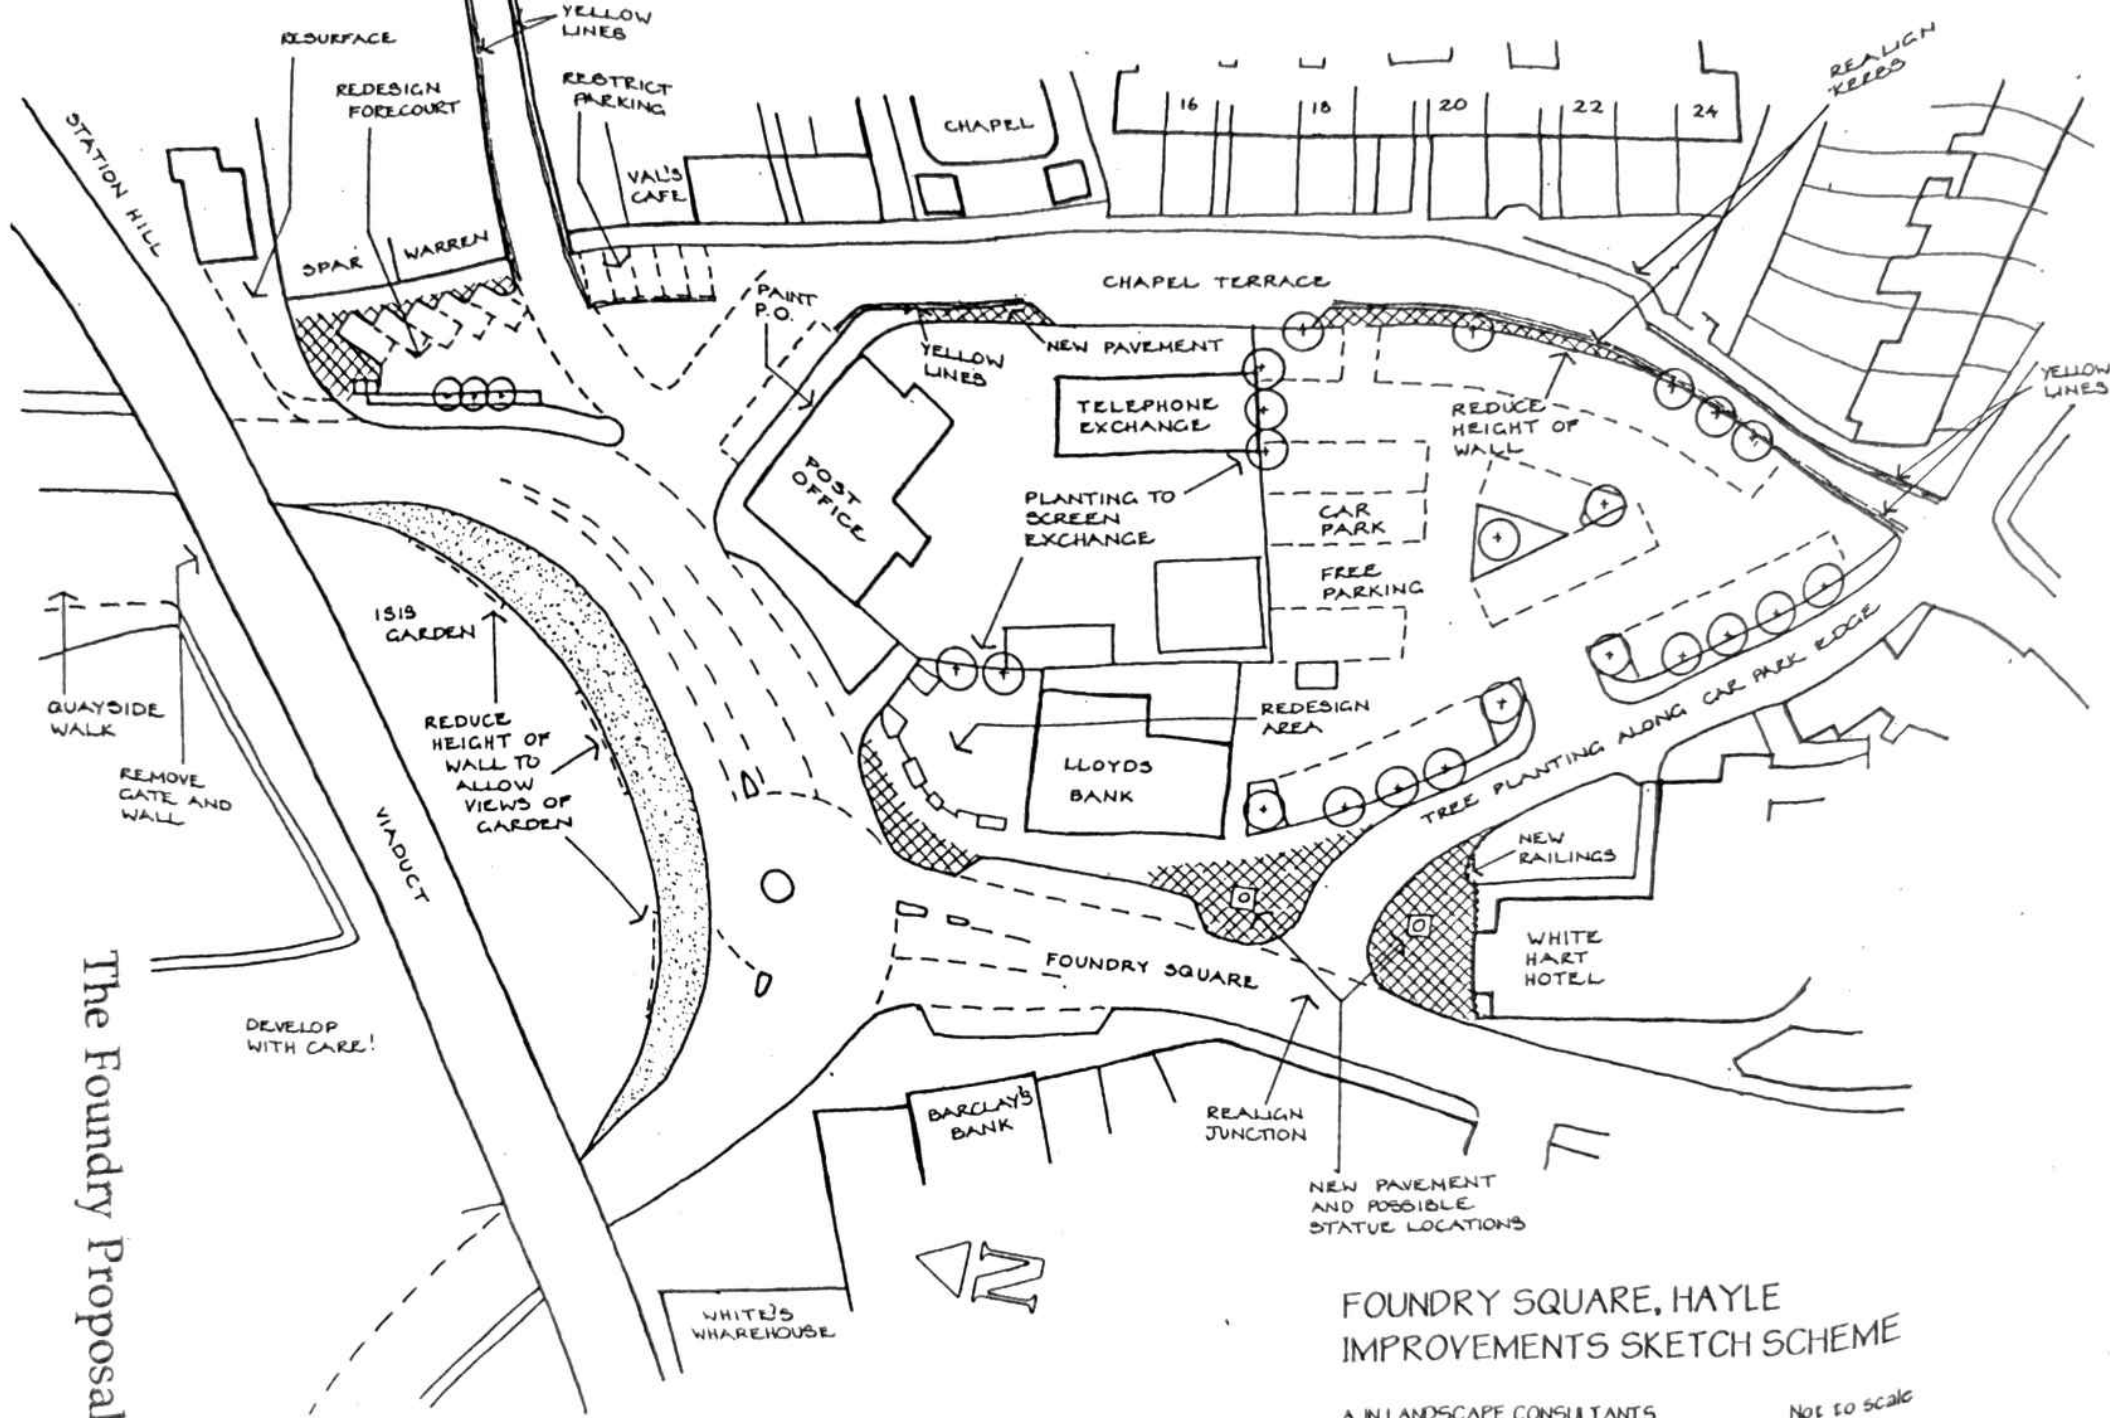 RESURFACE
YELLOW
LINES
REDESIGN
FORECOURT
RESTRICT
PARKING
STATION HILL
VAL'S
CAFE
CHAPEL
16
18
20
22
24
REALIGN
KERBS
SPAR
WARREN
CHAPEL TERRACE
PAINT
P.O.
YELLOW
LINES
NEW PAVEMENT
TELEPHONE
EXCHANGE
REDUCE
HEIGHT OF
WALL
YELLOW
LINES
POST
OFFICE
PLANTING TO
SCREEN
EXCHANGE
CAR
PARK
FREE
PARKING
ISIS
GARDEN
QUAYSIDE
WALK
REMOVE
GATE AND
WALL
REDUCE
HEIGHT OF
WALL TO
ALLOW
VIEWS OF
GARDEN
VIADUCT
REDESIGN
AREA
LLOYDS
BANK
TREE PLANTING ALONG CAR PARK EDGE
NEW
RAILINGS
WHITE
HART
HOTEL
FOUNDRY SQUARE
DEVELOP
WITH CARE!
BARCLAY'S
BANK
REALIGN
JUNCTION
NEW PAVEMENT
AND POSSIBLE
STATUE LOCATIONS
N
WHITE'S
WHAREHOUSE
The Foundry Proposal
FOUNDRY SQUARE, HAYLE
IMPROVEMENTS SKETCH SCHEME
LANDSCAPE CONSULTANTS
Not to scale